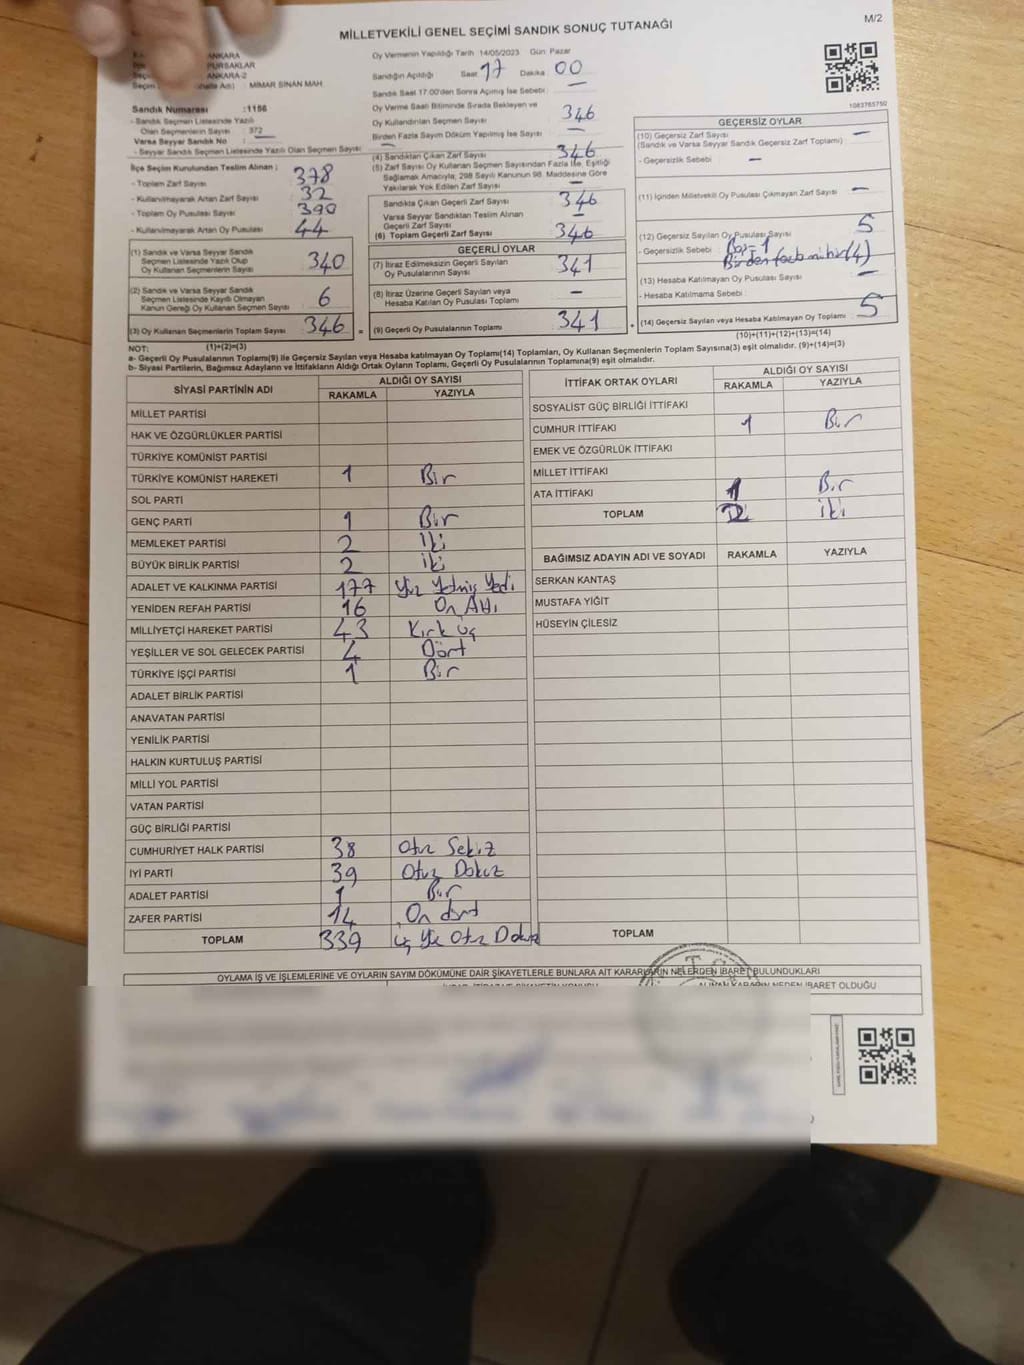 MİLLETVEKİLİ GENEL SEÇİMİ SANDIK SONUÇ TUTANAĞI
M/2
ANKARA
PURSAKLAR
ANKARA-2
MİMAR SİNAN MAH
Sandık Numarası :1156
- Sandık Seçmen Listesinde Yazılı
Olan Seçmenlerin Sayısı : 372
Varsa Seyyar Sandık No :
- Seyyar Sandık Seçmen Listesinde Yazılı Olan Seçmen Sayısı :
İlçe Seçim Kurulundan Teslim Alınan :
- Toplam Zarf Sayısı 378
- Kullanılmayarak Artan Zarf Sayısı 32
- Toplam Oy Pusulası Sayısı 390
- Kullanılmayarak Artan Oy Pusulası 44
(1) Sandık ve Varsa Seyyar Sandık
Seçmen Listesinde Yazılı Olup
Oy Kullanan Seçmenlerin Sayısı 340
(2) Sandık ve Varsa Seyyar Sandık
Seçmen Listesinde Kayıtlı Olmayan
Kanun Gereği Oy Kullanan Seçmen Sayısı 6
(3) Oy Kullanan Seçmenlerin Toplam Sayısı 346
(1)+(2)=(3)
Oy Vermenin Yapıldığı Tarih 14/05/2023 Gün Pazar
Sandığın Açıldığı Saat 17 Dakika : 00
Sandık Saat 17.00'den Sonra Açılmış İse Sebebi : —
Oy Verme Saati Bitiminde Sırada Bekleyen ve
Oy Kullandırılan Seçmen Sayısı 346
Birden Fazla Sayım Döküm Yapılmış İse Sayısı : —
(4) Sandıktan Çıkan Zarf Sayısı 346
(5) Zarf Sayısı Oy Kullanan Seçmen Sayısından Fazla İse, Eşitliği
Sağlamak Amacıyla; 298 Sayılı Kanunun 98. Maddesine Göre
Yakılarak Yok Edilen Zarf Sayısı —
Sandıkta Çıkan Geçerli Zarf Sayısı 346
Varsa Seyyar Sandıktan Teslim Alınan
Geçerli Zarf Sayısı —
(6) Toplam Geçerli Zarf Sayısı 346
GEÇERLİ OYLAR
(7) İtiraz Edilmeksizin Geçerli Sayılan
Oy Pusulalarının Sayısı 341
(8) İtiraz Üzerine Geçerli Sayılan veya
Hesaba Katılan Oy Pusulası Toplamı —
= (9) Geçerli Oy Pusulalarının Toplamı 341
1083765750
GEÇERSİZ OYLAR
(10) Geçersiz Zarf Sayısı —
(Sandık ve Varsa Seyyar Sandık Geçersiz Zarf Toplamı)
- Geçersizlik Sebebi : —
(11) İçinden Milletvekili Oy Pusulası Çıkmayan Zarf Sayısı —
(12) Geçersiz Sayılan Oy Pusulası Sayısı 5
- Geçersizlik Sebebi : Boş=1
Birden fazla mühür (4)
(13) Hesaba Katılmayan Oy Pusulası Sayısı —
- Hesaba Katılmama Sebebi :
+ (14) Geçersiz Sayılan veya Hesaba Katılmayan Oy Toplamı 5
(10)+(11)+(12)+(13)=(14)
NOT:
a- Geçerli Oy Pusulalarının Toplamı(9) ile Geçersiz Sayılan veya Hesaba katılmayan Oy Toplamı(14) Toplamları, Oy Kullanan Seçmenlerin Toplam Sayısına(3) eşit olmalıdır. (9)+(14)=(3)
b- Siyasi Partilerin, Bağımsız Adayların ve İttifakların Aldığı Ortak Oyların Toplamı, Geçerli Oy Pusulalarının Toplamına(9) eşit olmalıdır.
SİYASİ PARTİNİN ADI ALDIĞI OY SAYISI
RAKAMLA YAZIYLA
MİLLET PARTİSİ
HAK VE ÖZGÜRLÜKLER PARTİSİ
TÜRKİYE KOMÜNİST PARTİSİ
TÜRKİYE KOMÜNİST HAREKETİ 1 Bir
SOL PARTİ
GENÇ PARTİ 1 Bir
MEMLEKET PARTİSİ 2 İki
BÜYÜK BİRLİK PARTİSİ 2 İki
ADALET VE KALKINMA PARTİSİ 177 Yüz Yetmiş Yedi
YENİDEN REFAH PARTİSİ 16 On Altı
MİLLİYETÇİ HAREKET PARTİSİ 43 Kırk üç
YEŞİLLER VE SOL GELECEK PARTİSİ 4 Dört
TÜRKİYE İŞÇİ PARTİSİ 1 Bir
ADALET BİRLİK PARTİSİ
ANAVATAN PARTİSİ
YENİLİK PARTİSİ
HALKIN KURTULUŞ PARTİSİ
MİLLİ YOL PARTİSİ
VATAN PARTİSİ
GÜÇ BİRLİĞİ PARTİSİ
CUMHURİYET HALK PARTİSİ 38 Otuz Sekiz
İYİ PARTİ 39 Otuz Dokuz
ADALET PARTİSİ 1 Bir
ZAFER PARTİSİ 14 On dört
TOPLAM 339 üç Yüz Otuz Dokuz
İTTİFAK ORTAK OYLARI ALDIĞI OY SAYISI
RAKAMLA YAZIYLA
SOSYALİST GÜÇ BİRLİĞİ İTTİFAKI
CUMHUR İTTİFAKI 1 Bir
EMEK VE ÖZGÜRLÜK İTTİFAKI
MİLLET İTTİFAKI
ATA İTTİFAKI 1 Bir
TOPLAM 2 iki
BAĞIMSIZ ADAYIN ADI VE SOYADI RAKAMLA YAZIYLA
SERKAN KANTAŞ
MUSTAFA YİĞİT
HÜSEYİN ÇİLESİZ
TOPLAM
OYLAMA İŞ VE İŞLEMLERİNE VE OYLARIN SAYIM DÖKÜMÜNE DAİR ŞİKAYETLERLE BUNLARA AİT KARARLARIN NELERDEN İBARET BULUNDUKLARI
ALINAN KARARIN NEDEN İBARET OLDUĞU
T.C.